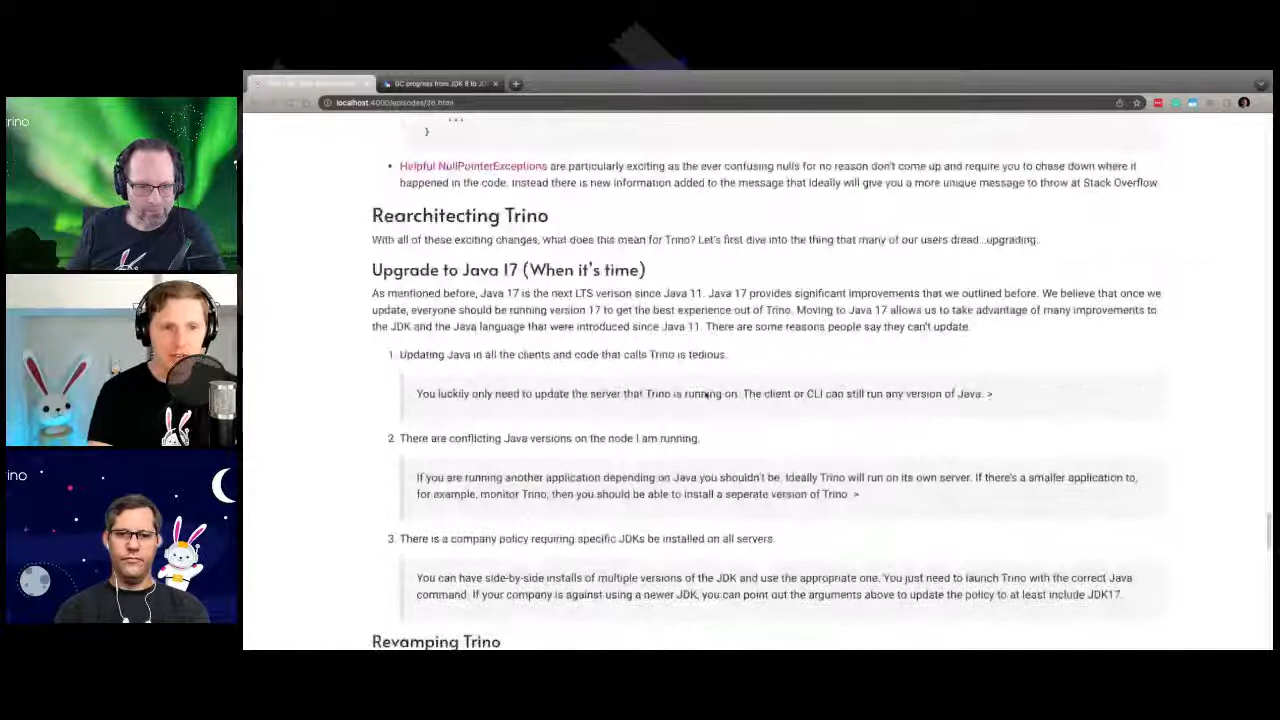 GC progress from JDK 8 to JD
localhost:4000/episodes/36.html
rino
rino
...
}
• Helpful NullPointerExceptions are particularly exciting as the ever confusing nulls for no reason don't come up and require you to chase down where it
happened in the code. Instead there is new information added to the message that ideally will give you a more unique message to throw at Stack Overflow
Rearchitecting Trino
With all of these exciting changes, what does this mean for Trino? Let's first dive into the thing that many of our users dread...upgrading.
Upgrade to Java 17 (When it's time)
As mentioned before, Java 17 is the next LTS verison since Java 11. Java 17 provides significant improvements that we outlined before. We believe that once we
update, everyone should be running version 17 to get the best experience out of Trino. Moving to Java 17 allows us to take advantage of many improvements to
the JDK and the Java language that were introduced since Java 11. There are some reasons people say they can't update.
1. Updating Java in all the clients and code that calls Trino is tedious.
You luckily only need to update the server that Trino is running on. The client or CLI can still run any version of Java. >
2. There are conflicting Java versions on the node I am running.
If you are running another application depending on Java you shouldn't be. Ideally Trino will run on its own server. If there's a smaller application to,
for example, monitor Trino, then you should be able to install a seperate version of Trino. >
3. There is a company policy requiring specific JDKs be installed on all servers.
You can have side-by-side installs of multiple versions of the JDK and use the appropriate one. You just need to launch Trino with the correct Java
command. If your company is against using a newer JDK, you can point out the arguments above to update the policy to at least include JDK17.
Revamping Trino